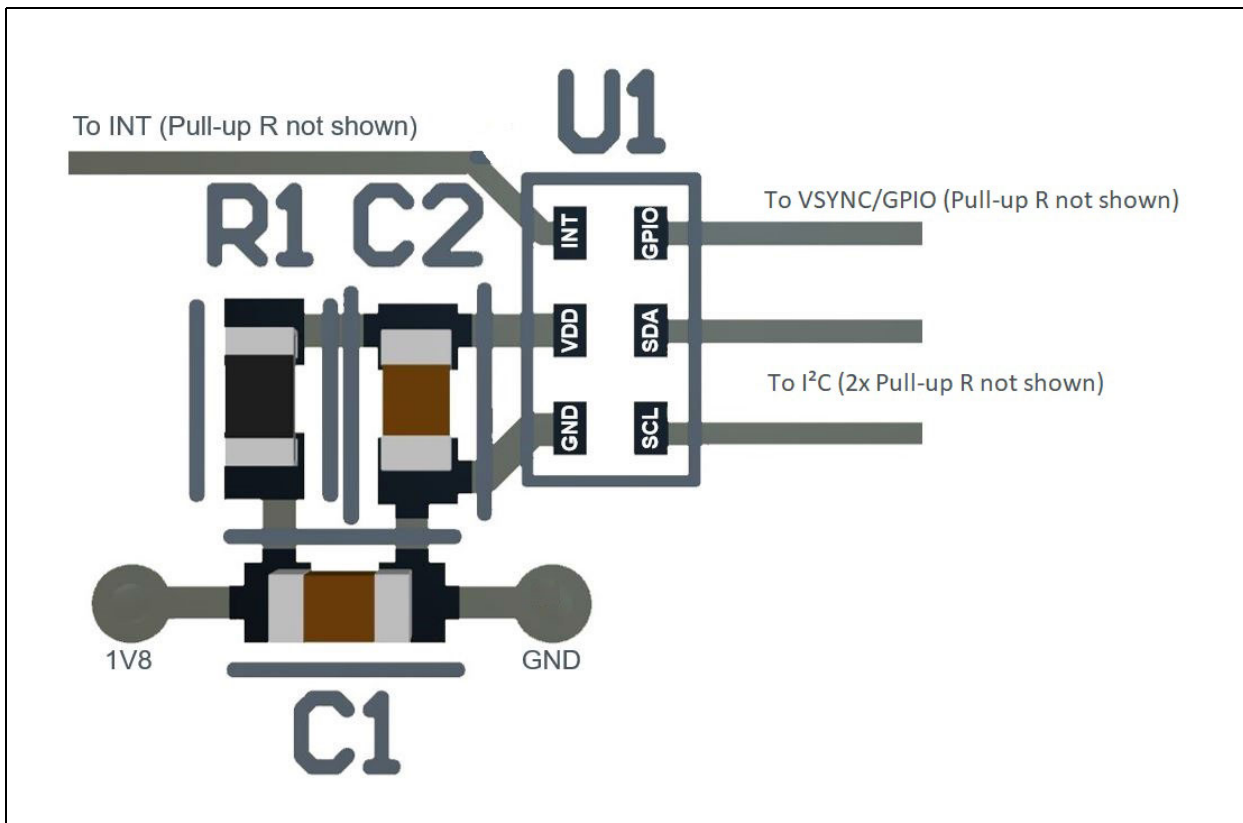 U1
To INT (Pull-up R not shown)
R1 C2
To VSYNC/GPIO (Pull-up R not shown)
INT GPIO
VDD SDA
To I²C (2x Pull-up R not shown)
GND SCL
1V8 GND
C1